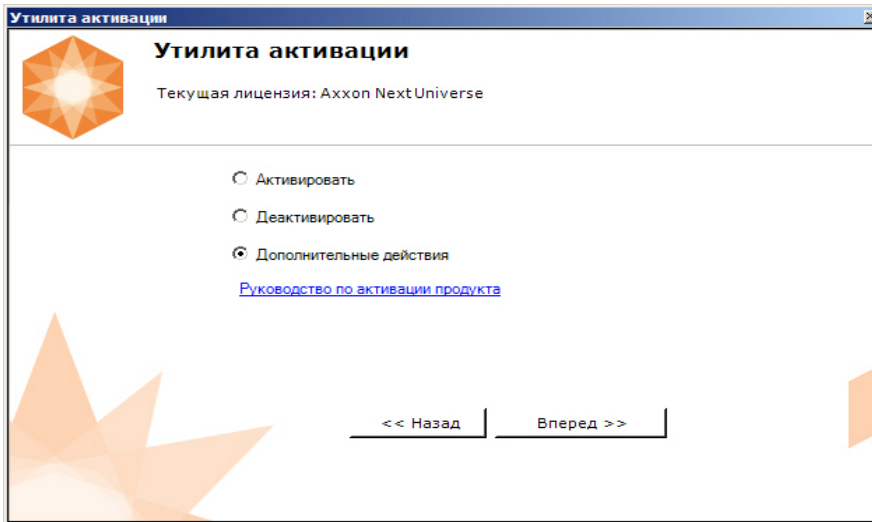 Утилита активации
Утилита активации
Текущая лицензия: Axxon Next Universe
Активировать
Деактивировать
Дополнительные действия
Руководство по активации продукта
<< Назад
Вперед >>